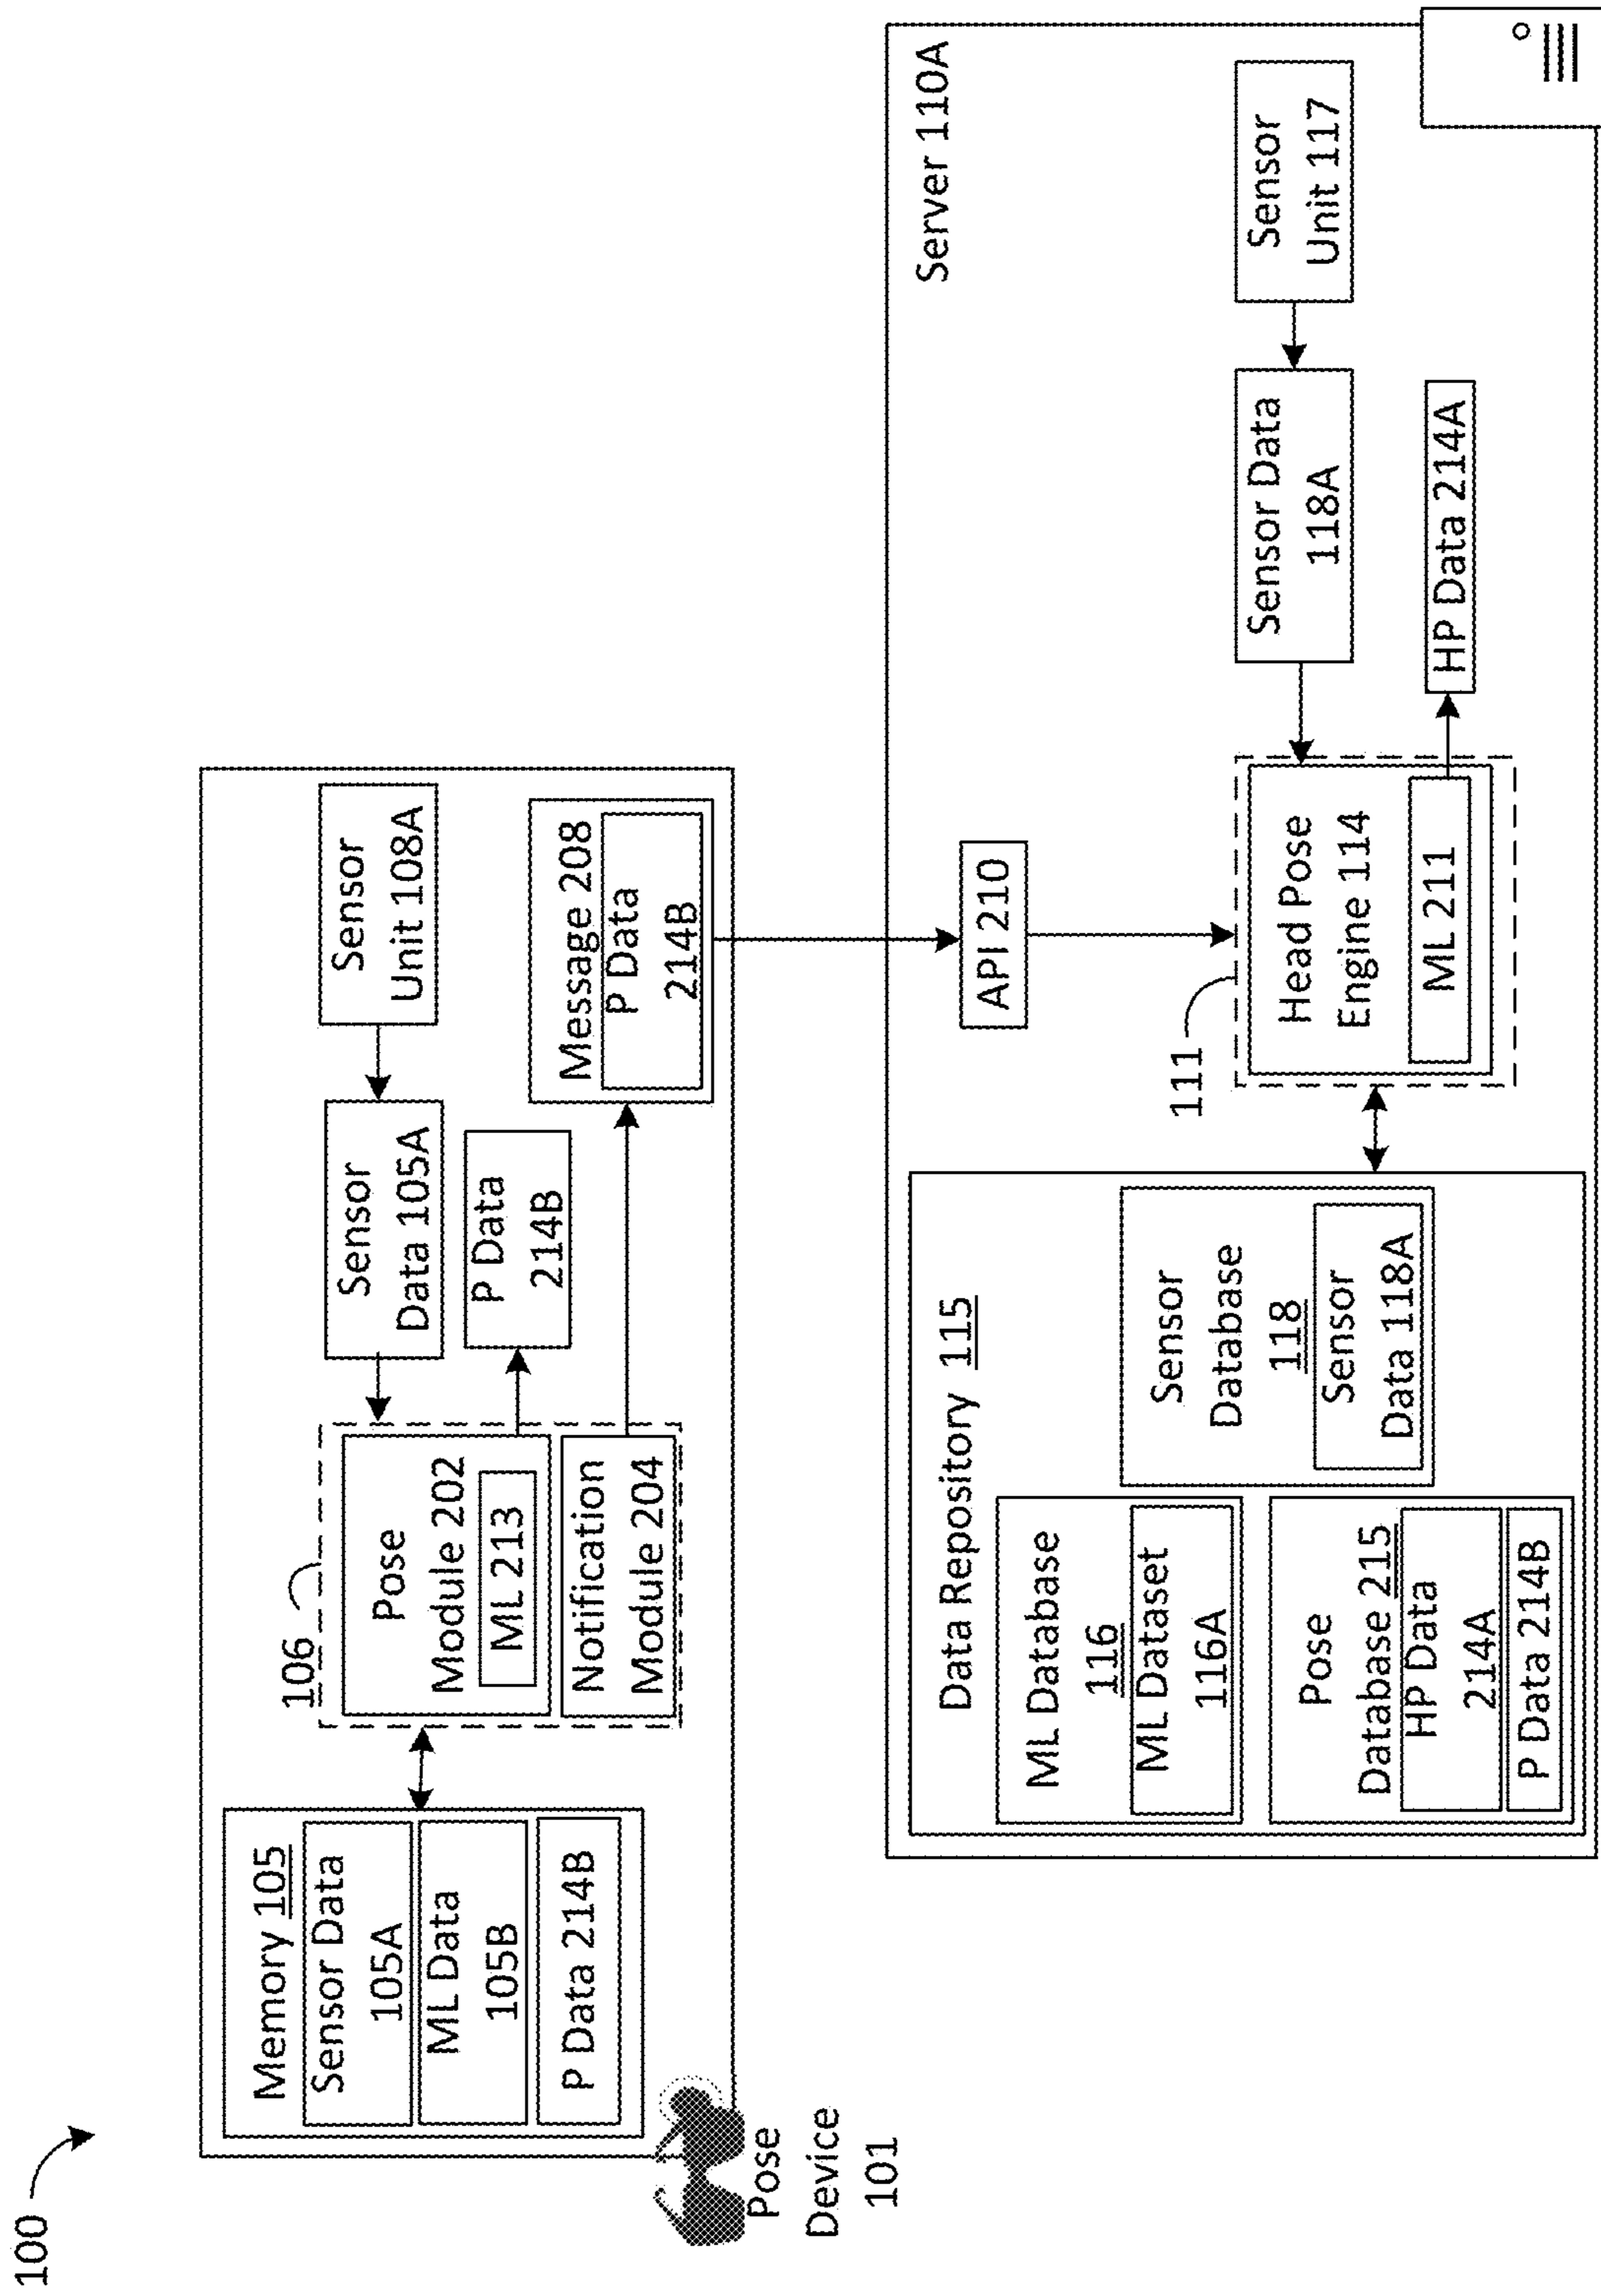 100
Memory 105
Sensor Data
105A
ML Data
105B
P Data 214B
106
Pose
Module 202
ML 213
Notification
Module 204
Sensor
Data 105A
P Data
214B
Sensor
Unit 108A
Message 208
P Data
214B
Pose
Device
101
Server 110A
API 210
Data Repository 115
ML Database
116
ML Dataset
116A
Sensor
Database
118
Sensor
Data 118A
Pose
Database 215
HP Data
214A
P Data 214B
111
Head Pose
Engine 114
ML 211
Sensor Data
118A
Sensor
Unit 117
HP Data 214A